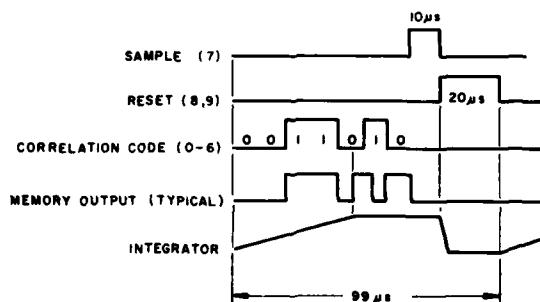 10μs
SAMPLE (7)
RESET (8,9)
20μs
0 0 1 1 0 1 0
CORRELATION CODE (0-6)
MEMORY OUTPUT (TYPICAL)
INTEGRATOR
99μs